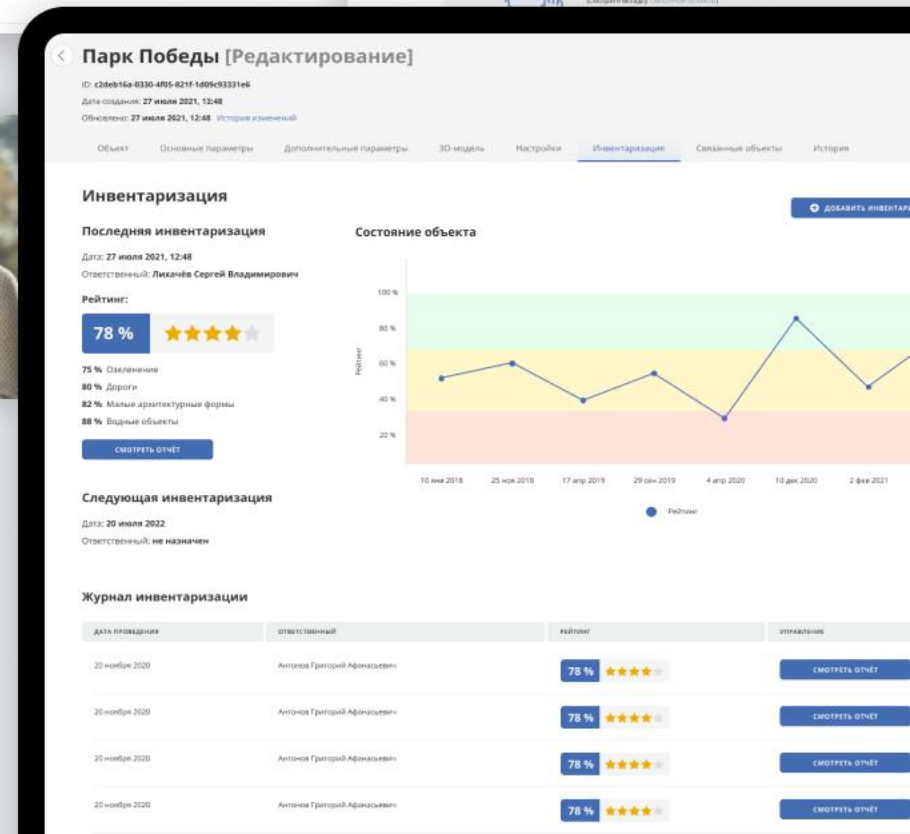 Парк Победы [Редактирование]
ID: c2deb16a-0330-4f05-821f-1d09c93331e6
Дата создания: 27 июля 2021, 12:48
Обновлено: 27 июля 2021, 12:48 История изменений
Объект Основные параметры Дополнительные параметры 3D-модель Настройки Инвентаризация Связанные объекты История
Инвентаризация
ДОБАВИТЬ ИНВЕНТАРИ
Последняя инвентаризация
Дата: 27 июля 2021, 12:48
Ответственный: Лихачёв Сергей Владимирович
Рейтинг:
78 %
75 % Озеленение
80 % Дороги
82 % Малые архитектурные формы
88 % Водные объекты
СМОТРЕТЬ ОТЧЁТ
Состояние объекта
Рейтинг
100 %
80 %
60 %
40 %
20 %
10 янв 2018 25 ноя 2018 17 апр 2019 29 сен 2019 4 апр 2020 10 дек 2020 2 фев 2021
Рейтинг
Следующая инвентаризация
Дата: 20 июля 2022
Ответственный: не назначен
Журнал инвентаризации
ДАТА ПРОВЕДЕНИЯ ОТВЕТСТВЕННЫЙ РЕЙТИНГ УПРАВЛЕНИЕ
20 ноября 2020 Антонов Григорий Афанасьевич 78 % СМОТРЕТЬ ОТЧЁТ
20 ноября 2020 Антонов Григорий Афанасьевич 78 % СМОТРЕТЬ ОТЧЁТ
20 ноября 2020 Антонов Григорий Афанасьевич 78 % СМОТРЕТЬ ОТЧЁТ
20 ноября 2020 Антонов Григорий Афанасьевич 78 % СМОТРЕТЬ ОТЧЁТ